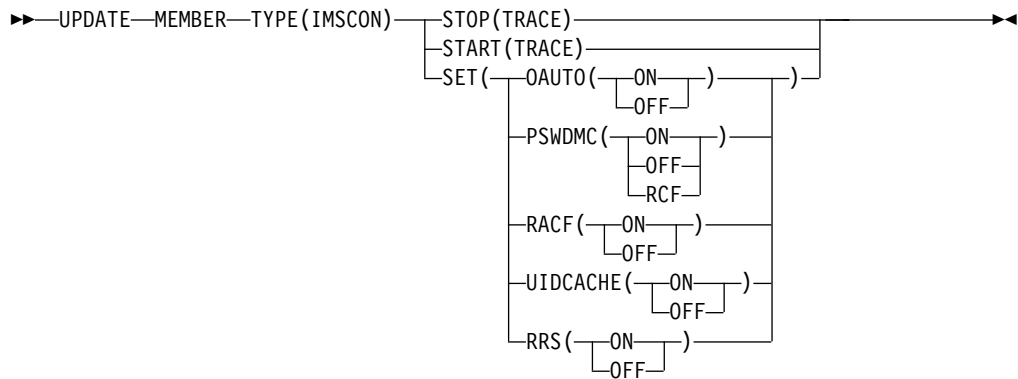 UPDATE MEMBER TYPE(IMSCON) STOP(TRACE)
START(TRACE)
SET( OAUTO( ON ) )
OFF
PSWDMC( ON )
OFF
RCF
RACF( ON )
OFF
UIDCACHE( ON )
OFF
RRS( ON )
OFF